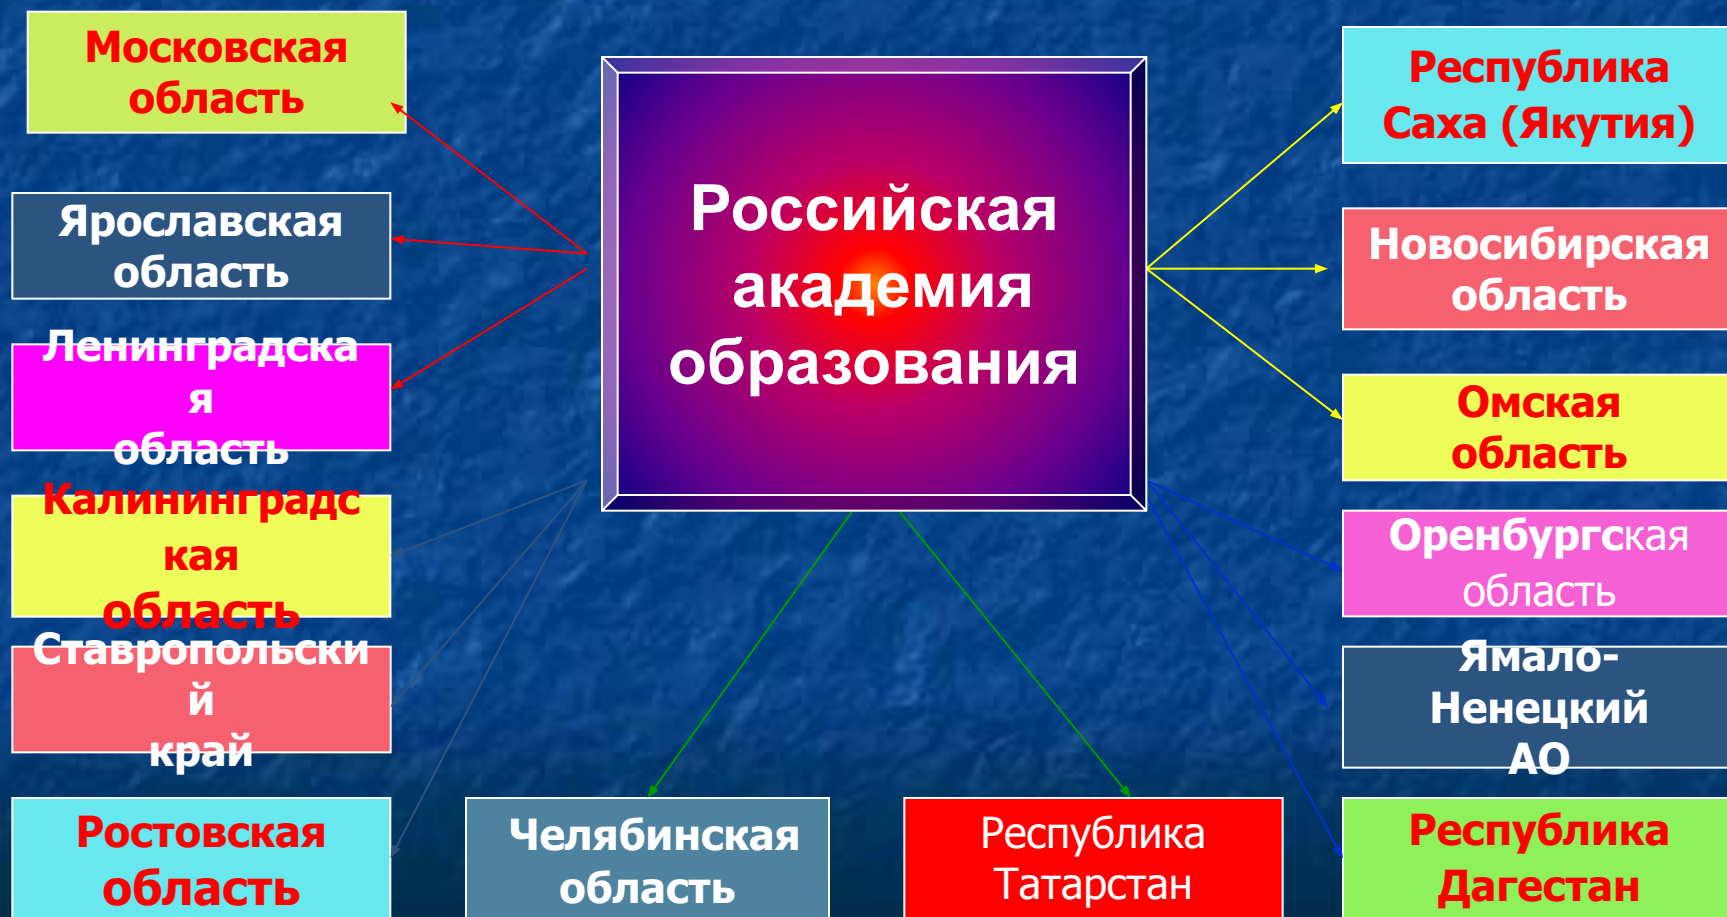 Московская
область
Ярославская
область
Ленинградска
я
область
Калининградс
кая
область
Ставропольски
й
край
Ростовская
область
Российская
академия
образования
Челябинская
область
Республика
Татарстан
Республика
Саха (Якутия)
Новосибирская
область
Омская
область
Оренбургская
область
Ямало-
Ненецкий
АО
Республика
Дагестан